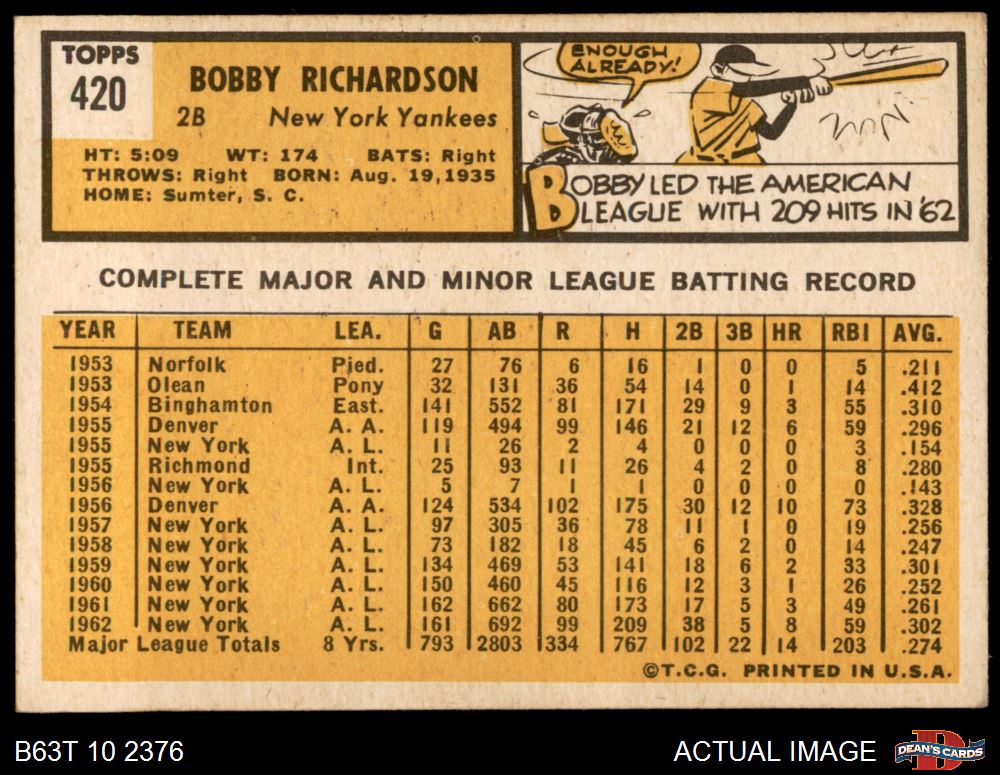 TOPPS
420
BOBBY RICHARDSON
2B New York Yankees
HT: 5:09 WT: 174 BATS: Right
THROWS: Right BORN: Aug. 19, 1935
HOME: Sumter, S. C.
ENOUGH
ALREADY!
BOBBY LED THE AMERICAN
LEAGUE WITH 209 HITS IN '62
COMPLETE MAJOR AND MINOR LEAGUE BATTING RECORD
YEAR TEAM LEA. G AB R H 2B 3B HR RBI AVG.
1953 Norfolk Pied. 27 76 6 16 1 0 0 5 .211
1953 Olean Pony 32 131 36 54 14 0 1 14 .412
1954 Binghamton East. 141 552 81 171 29 9 3 55 .310
1955 Denver A. A. 119 494 99 146 21 12 6 59 .296
1955 New York A. L. 11 26 2 4 0 0 0 3 .154
1955 Richmond Int. 25 93 11 26 4 2 0 8 .280
1956 New York A. L. 5 7 1 1 0 0 0 0 .143
1956 Denver A. A. 124 534 102 175 30 12 10 73 .328
1957 New York A. L. 97 305 36 78 11 1 0 19 .256
1958 New York A. L. 73 182 18 45 6 2 0 14 .247
1959 New York A. L. 134 469 53 141 18 6 2 33 .301
1960 New York A. L. 150 460 45 116 12 3 1 26 .252
1961 New York A. L. 162 662 80 173 17 5 3 49 .261
1962 New York A. L. 161 692 99 209 38 5 8 59 .302
Major League Totals 8 Yrs. 793 2803 334 767 102 22 14 203 .274
©T.C.G. PRINTED IN U.S.A.
B63T 10 2376
ACTUAL IMAGE
D
DEAN'S CARDS